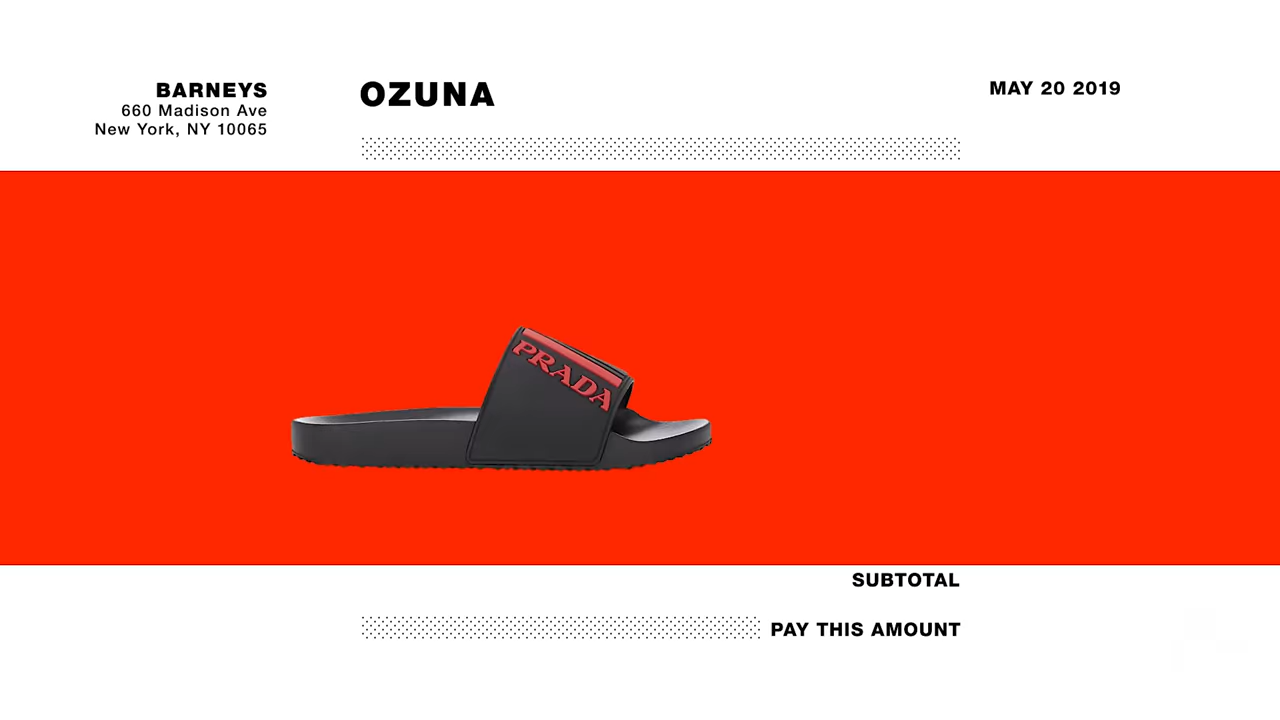 BARNEYS
660 Madison Ave
New York, NY 10065
OZUNA
MAY 20 2019
PRADA
SUBTOTAL
PAY THIS AMOUNT